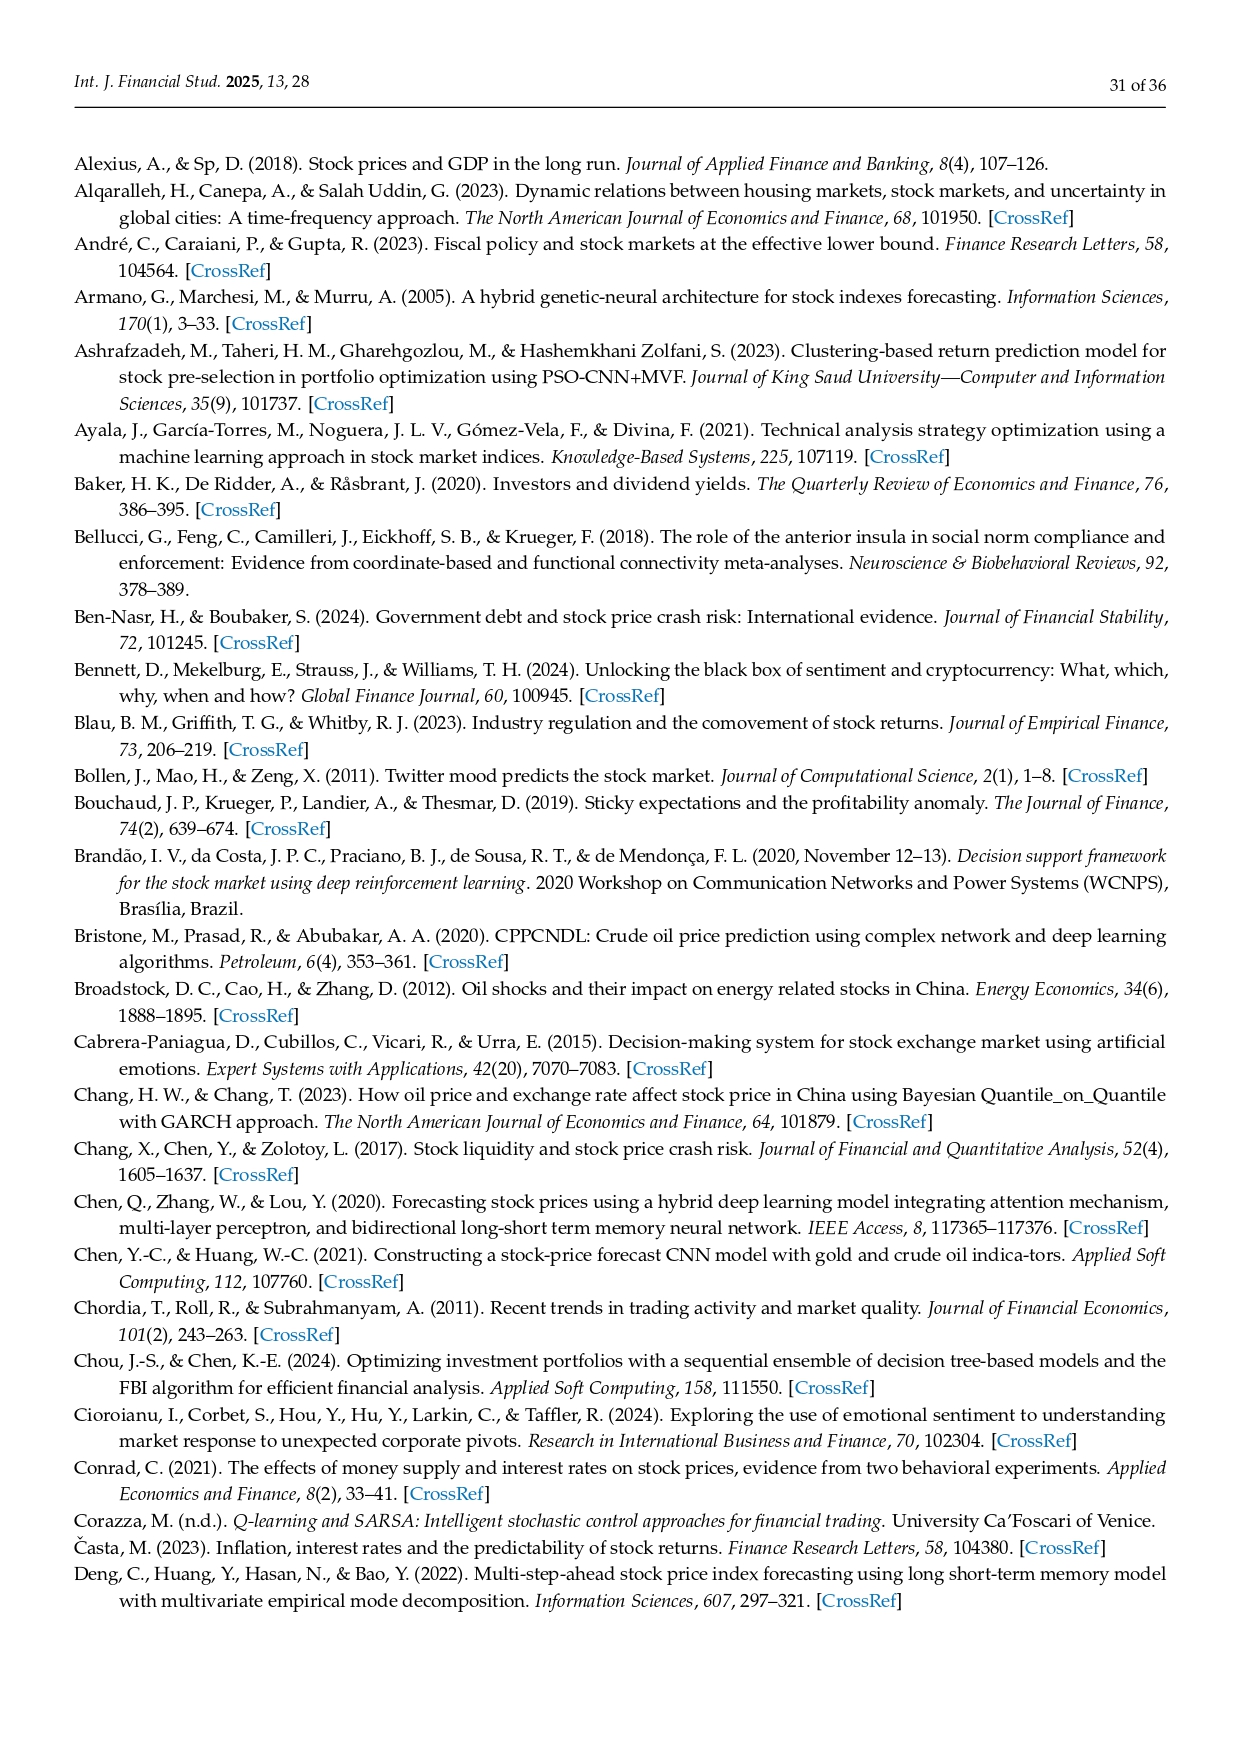 Int. J. Financial Stud. 2025, 13, 28
31 of 36
Alexius, A., & Sp, D. (2018). Stock prices and GDP in the long run. Journal of Applied Finance and Banking, 8(4), 107–126.
Alqaralleh, H., Canepa, A., & Salah Uddin, G. (2023). Dynamic relations between housing markets, stock markets, and uncertainty in
global cities: A time-frequency approach. The North American Journal of Economics and Finance, 68, 101950. [CrossRef]
André, C., Caraiani, P., & Gupta, R. (2023). Fiscal policy and stock markets at the effective lower bound. Finance Research Letters, 58,
104564. [CrossRef]
Armano, G., Marchesi, M., & Murru, A. (2005). A hybrid genetic-neural architecture for stock indexes forecasting. Information Sciences,
170(1), 3–33. [CrossRef]
Ashrafzadeh, M., Taheri, H. M., Gharehgozlou, M., & Hashemkhani Zolfani, S. (2023). Clustering-based return prediction model for
stock pre-selection in portfolio optimization using PSO-CNN+MVF. Journal of King Saud University—Computer and Information
Sciences, 35(9), 101737. [CrossRef]
Ayala, J., García-Torres, M., Noguera, J. L. V., Gómez-Vela, F., & Divina, F. (2021). Technical analysis strategy optimization using a
machine learning approach in stock market indices. Knowledge-Based Systems, 225, 107119. [CrossRef]
Baker, H. K., De Ridder, A., & Råsbrant, J. (2020). Investors and dividend yields. The Quarterly Review of Economics and Finance, 76,
386–395. [CrossRef]
Bellucci, G., Feng, C., Camilleri, J., Eickhoff, S. B., & Krueger, F. (2018). The role of the anterior insula in social norm compliance and
enforcement: Evidence from coordinate-based and functional connectivity meta-analyses. Neuroscience & Biobehavioral Reviews, 92,
378–389.
Ben-Nasr, H., & Boubaker, S. (2024). Government debt and stock price crash risk: International evidence. Journal of Financial Stability,
72, 101245. [CrossRef]
Bennett, D., Mekelburg, E., Strauss, J., & Williams, T. H. (2024). Unlocking the black box of sentiment and cryptocurrency: What, which,
why, when and how? Global Finance Journal, 60, 100945. [CrossRef]
Blau, B. M., Griffith, T. G., & Whitby, R. J. (2023). Industry regulation and the comovement of stock returns. Journal of Empirical Finance,
73, 206–219. [CrossRef]
Bollen, J., Mao, H., & Zeng, X. (2011). Twitter mood predicts the stock market. Journal of Computational Science, 2(1), 1–8. [CrossRef]
Bouchaud, J. P., Krueger, P., Landier, A., & Thesmar, D. (2019). Sticky expectations and the profitability anomaly. The Journal of Finance,
74(2), 639–674. [CrossRef]
Brandão, I. V., da Costa, J. P. C., Praciano, B. J., de Sousa, R. T., & de Mendonça, F. L. (2020, November 12–13). Decision support framework
for the stock market using deep reinforcement learning. 2020 Workshop on Communication Networks and Power Systems (WCNPS),
Brasília, Brazil.
Bristone, M., Prasad, R., & Abubakar, A. A. (2020). CPPCNDL: Crude oil price prediction using complex network and deep learning
algorithms. Petroleum, 6(4), 353–361. [CrossRef]
Broadstock, D. C., Cao, H., & Zhang, D. (2012). Oil shocks and their impact on energy related stocks in China. Energy Economics, 34(6),
1888–1895. [CrossRef]
Cabrera-Paniagua, D., Cubillos, C., Vicari, R., & Urra, E. (2015). Decision-making system for stock exchange market using artificial
emotions. Expert Systems with Applications, 42(20), 7070–7083. [CrossRef]
Chang, H. W., & Chang, T. (2023). How oil price and exchange rate affect stock price in China using Bayesian Quantile_on_Quantile
with GARCH approach. The North American Journal of Economics and Finance, 64, 101879. [CrossRef]
Chang, X., Chen, Y., & Zolotoy, L. (2017). Stock liquidity and stock price crash risk. Journal of Financial and Quantitative Analysis, 52(4),
1605–1637. [CrossRef]
Chen, Q., Zhang, W., & Lou, Y. (2020). Forecasting stock prices using a hybrid deep learning model integrating attention mechanism,
multi-layer perceptron, and bidirectional long-short term memory neural network. IEEE Access, 8, 117365–117376. [CrossRef]
Chen, Y.-C., & Huang, W.-C. (2021). Constructing a stock-price forecast CNN model with gold and crude oil indica-tors. Applied Soft
Computing, 112, 107760. [CrossRef]
Chordia, T., Roll, R., & Subrahmanyam, A. (2011). Recent trends in trading activity and market quality. Journal of Financial Economics,
101(2), 243–263. [CrossRef]
Chou, J.-S., & Chen, K.-E. (2024). Optimizing investment portfolios with a sequential ensemble of decision tree-based models and the
FBI algorithm for efficient financial analysis. Applied Soft Computing, 158, 111550. [CrossRef]
Cioroianu, I., Corbet, S., Hou, Y., Hu, Y., Larkin, C., & Taffler, R. (2024). Exploring the use of emotional sentiment to understanding
market response to unexpected corporate pivots. Research in International Business and Finance, 70, 102304. [CrossRef]
Conrad, C. (2021). The effects of money supply and interest rates on stock prices, evidence from two behavioral experiments. Applied
Economics and Finance, 8(2), 33–41. [CrossRef]
Corazza, M. (n.d.). Q-learning and SARSA: Intelligent stochastic control approaches for financial trading. University Ca’Foscari of Venice.
Časta, M. (2023). Inflation, interest rates and the predictability of stock returns. Finance Research Letters, 58, 104380. [CrossRef]
Deng, C., Huang, Y., Hasan, N., & Bao, Y. (2022). Multi-step-ahead stock price index forecasting using long short-term memory model
with multivariate empirical mode decomposition. Information Sciences, 607, 297–321. [CrossRef]